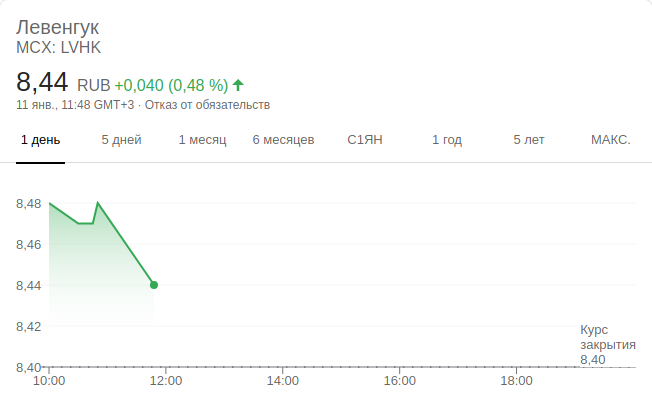 Левенгук
MCX: LVHK
8,44 RUB +0,040 (0,48 %)
11 янв., 11:48 GMT+3 · Отказ от обязательств
1 день 5 дней 1 месяц 6 месяцев С1ЯН 1 год 5 лет МАКС.
8,48
8,46
8,44
8,42
Курс
закрытия
8,40
8,40
10:00 12:00 14:00 16:00 18:00